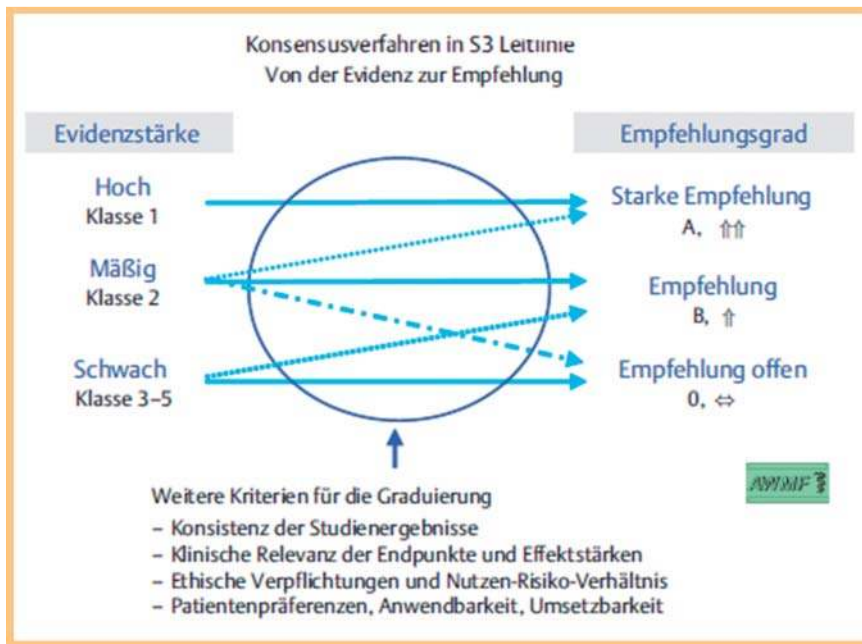 Konsensusverfahren in S3 Leitlinie
Von der Evidenz zur Empfehlung
Evidenzstärke
Empfehlungsgrad
Hoch
Klasse 1
Starke Empfehlung
A, ⇑⇑
Mäßig
Klasse 2
Empfehlung
B, ⇑
Schwach
Klasse 3–5
Empfehlung offen
0, ⇔
Weitere Kriterien für die Graduierung
– Konsistenz der Studienergebnisse
– Klinische Relevanz der Endpunkte und Effektstärken
– Ethische Verpflichtungen und Nutzen-Risiko-Verhältnis
– Patientenpräferenzen, Anwendbarkeit, Umsetzbarkeit
AWMF